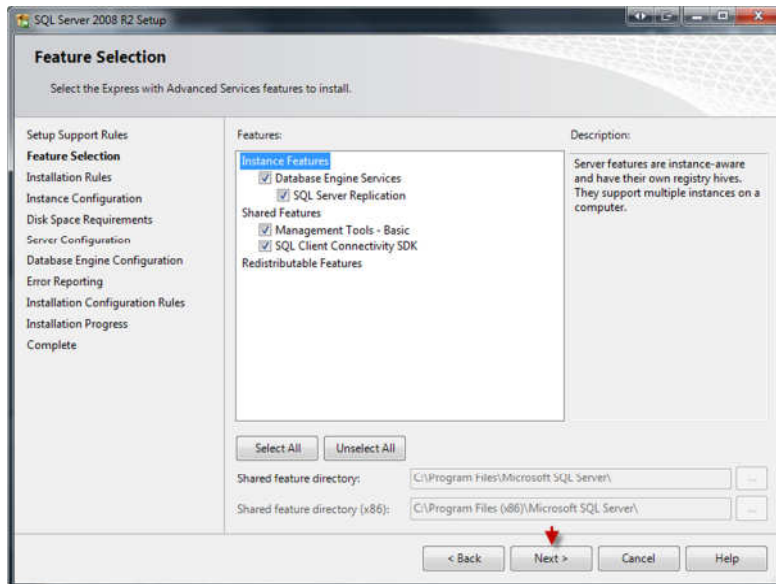 SQL Server 2008 R2 Setup
Feature Selection
Select the Express with Advanced Services features to install.
Setup Support Rules
Feature Selection
Installation Rules
Instance Configuration
Disk Space Requirements
Server Configuration
Database Engine Configuration
Error Reporting
Installation Configuration Rules
Installation Progress
Complete
Features:
Instance Features
Database Engine Services
SQL Server Replication
Shared Features
Management Tools - Basic
SQL Client Connectivity SDK
Redistributable Features
Description:
Server features are instance-aware
and have their own registry hives.
They support multiple instances on a
computer.
Select All
Unselect All
Shared feature directory:
C:\Program Files\Microsoft SQL Server\
...
Shared feature directory (x86):
C:\Program Files (x86)\Microsoft SQL Server\
...
< Back
Next >
Cancel
Help